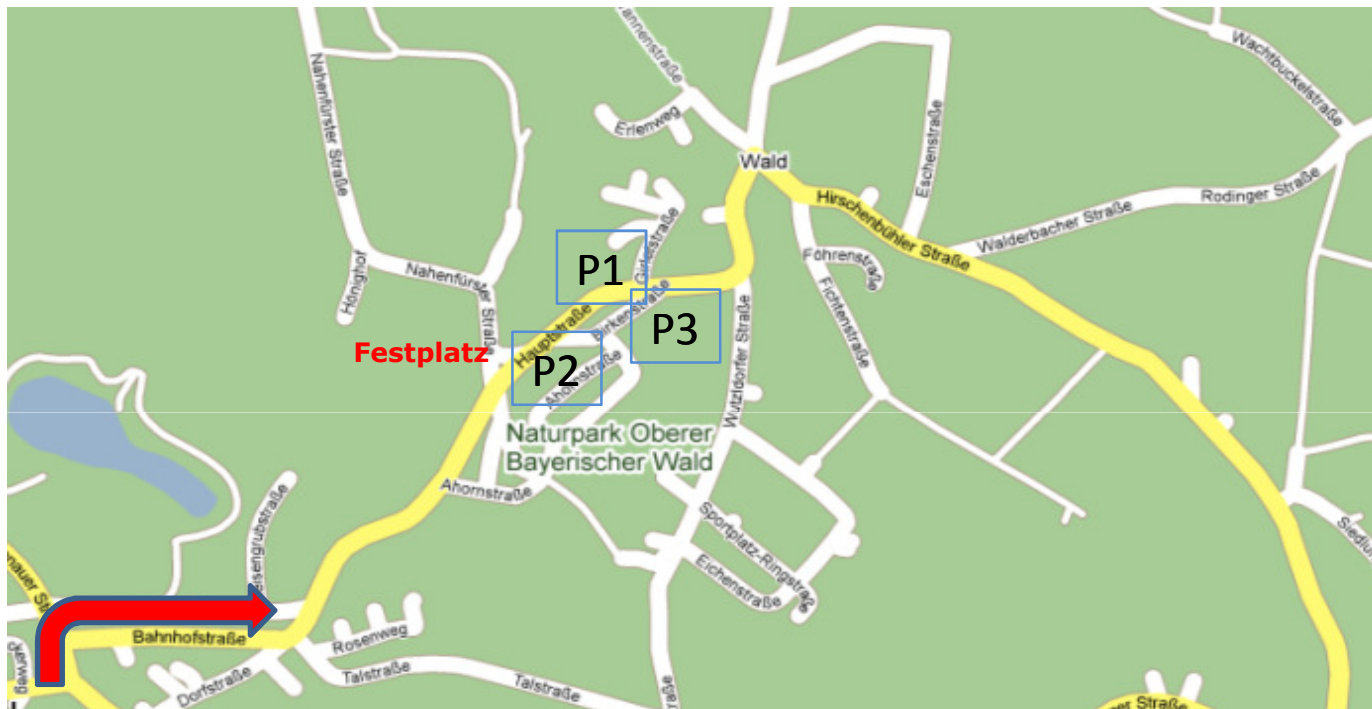 Nahenfürster Straße
Erlenweg
Wald
Eschenstraße
Wachtbuckelstraße
Rodinger Straße
Walderbacher Straße
Hirschenbühler Straße
Föhrenstraße
Fichtenstraße
Hönighof
Nahenfürster Straße
P1
Hauptstraße
Birkenstraße
P3
Festplatz
P2
Ahornstraße
Wutzldorfer Straße
Naturpark Oberer
Bayerischer Wald
Ahornstraße
Sportplatz-Ringstraße
Eichenstraße
Bahnhofstraße
Rosenweg
Dorfstraße
Talstraße
Talstraße